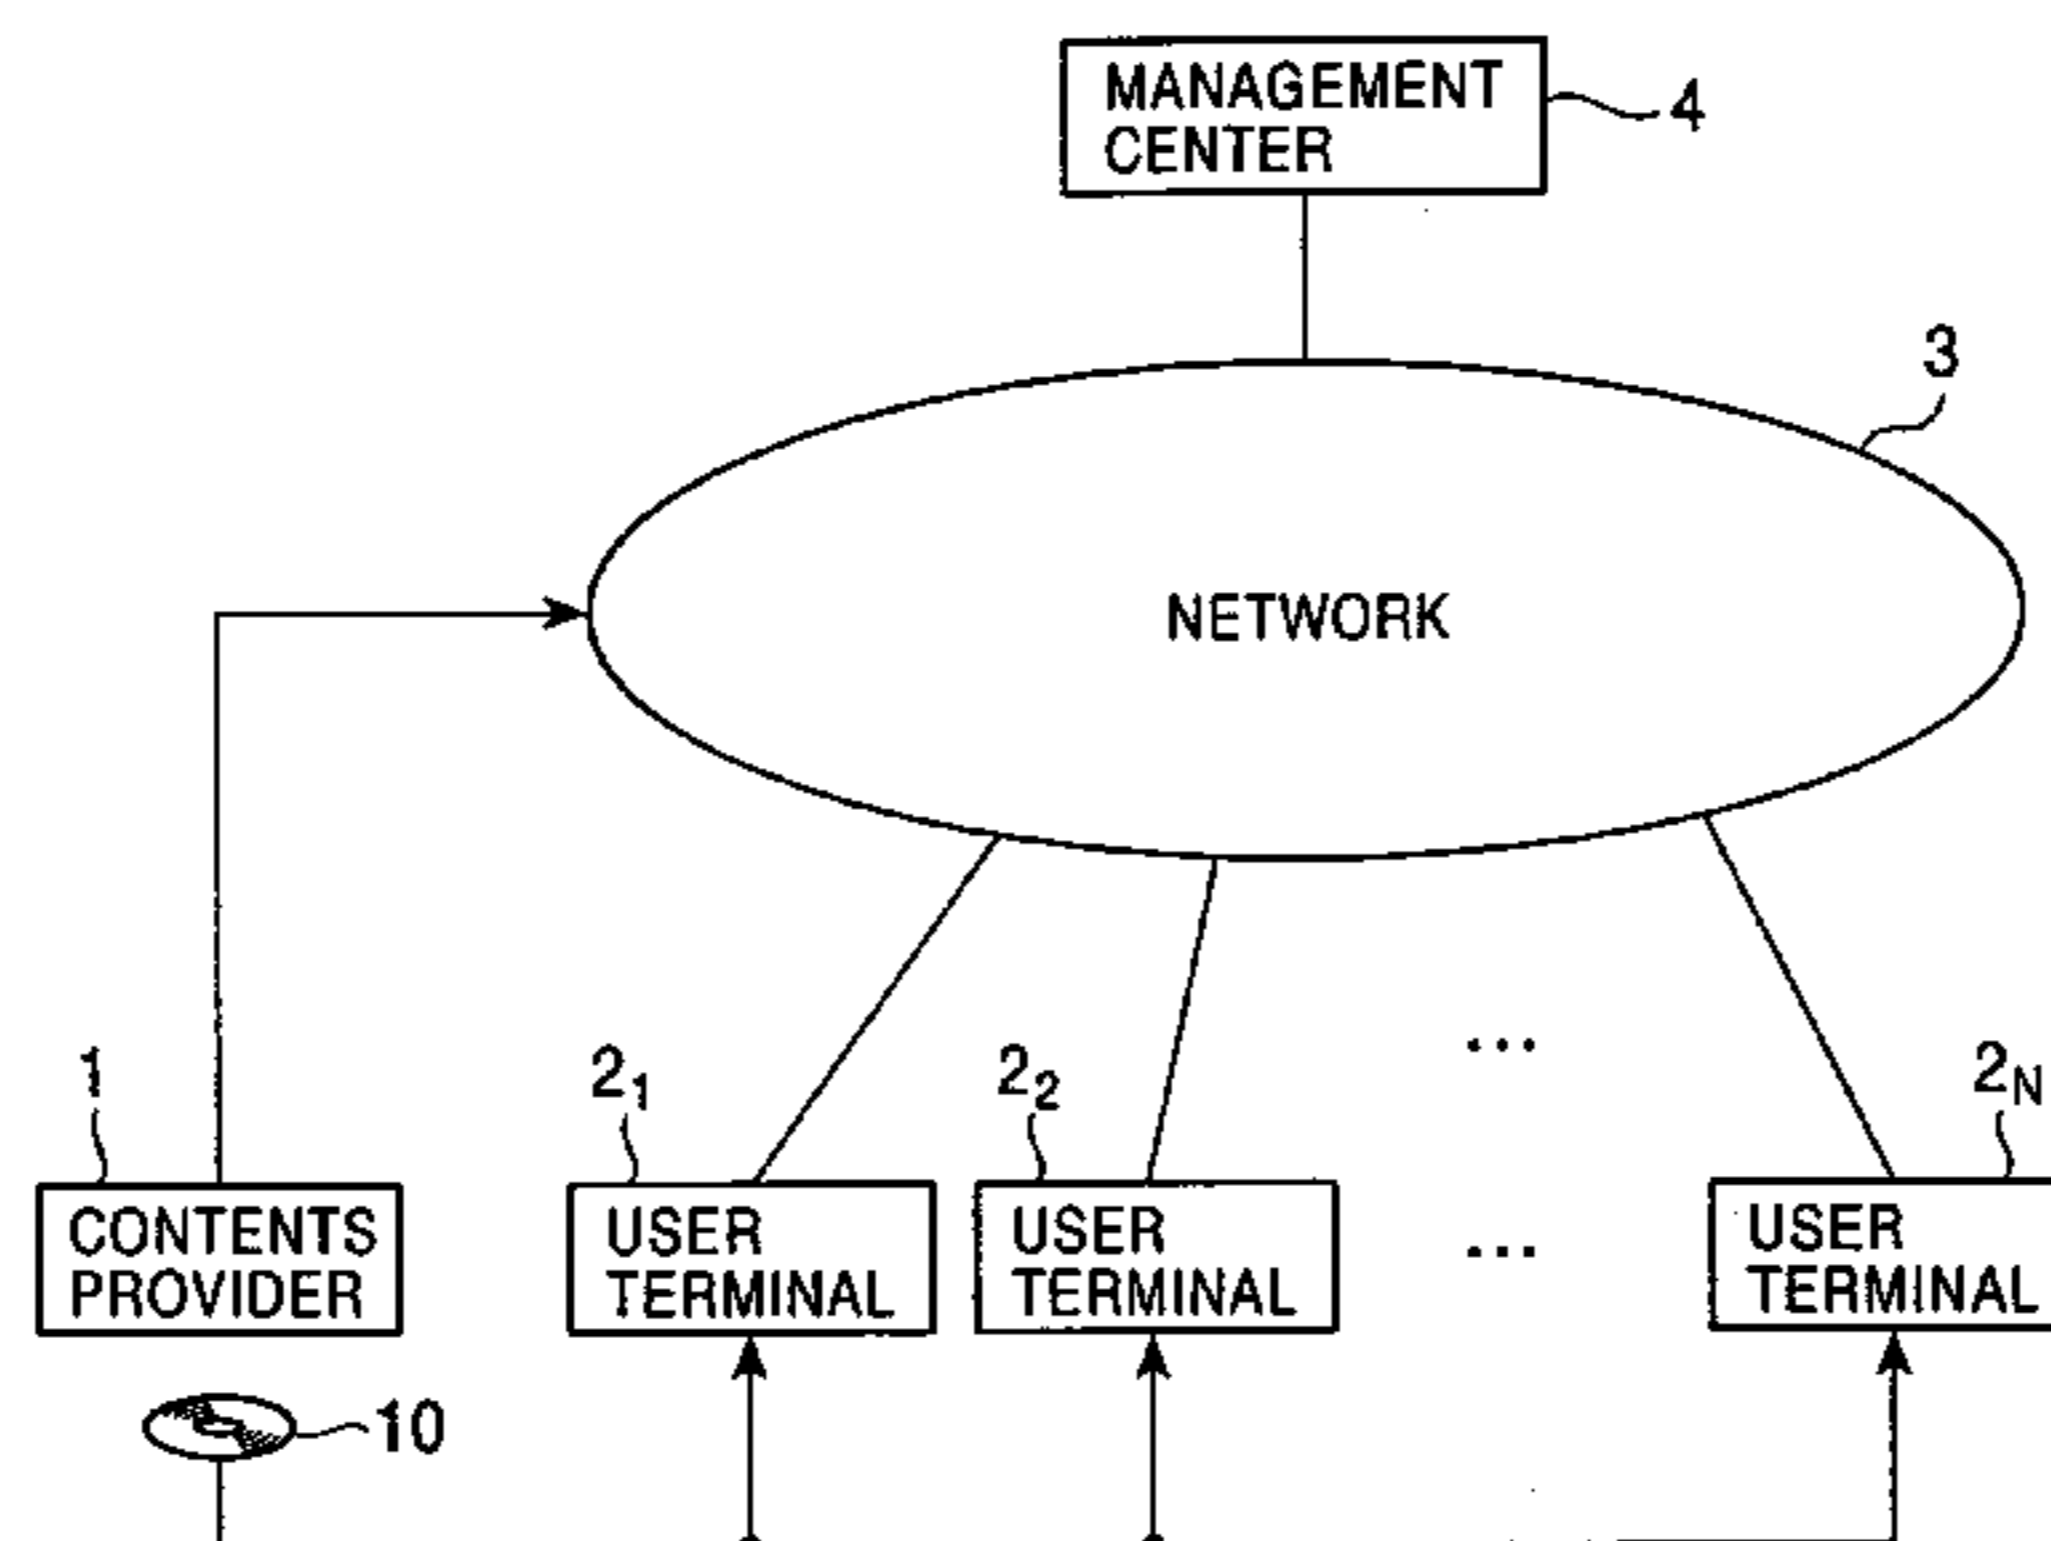 MANAGEMENT
CENTER
4
3
NETWORK
...
1
2₁
2₂
2N
CONTENTS
PROVIDER
USER
TERMINAL
USER
TERMINAL
...
USER
TERMINAL
10